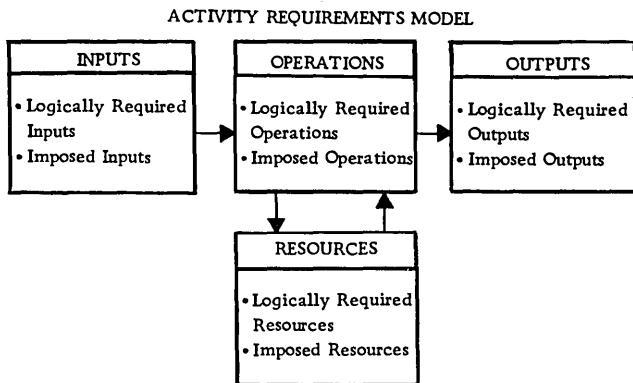 ACTIVITY REQUIREMENTS MODEL
INPUTS
• Logically Required
Inputs
• Imposed Inputs
OPERATIONS
• Logically Required
Operations
• Imposed Operations
OUTPUTS
• Logically Required
Outputs
• Imposed Outputs
RESOURCES
• Logically Required
Resources
• Imposed Resources